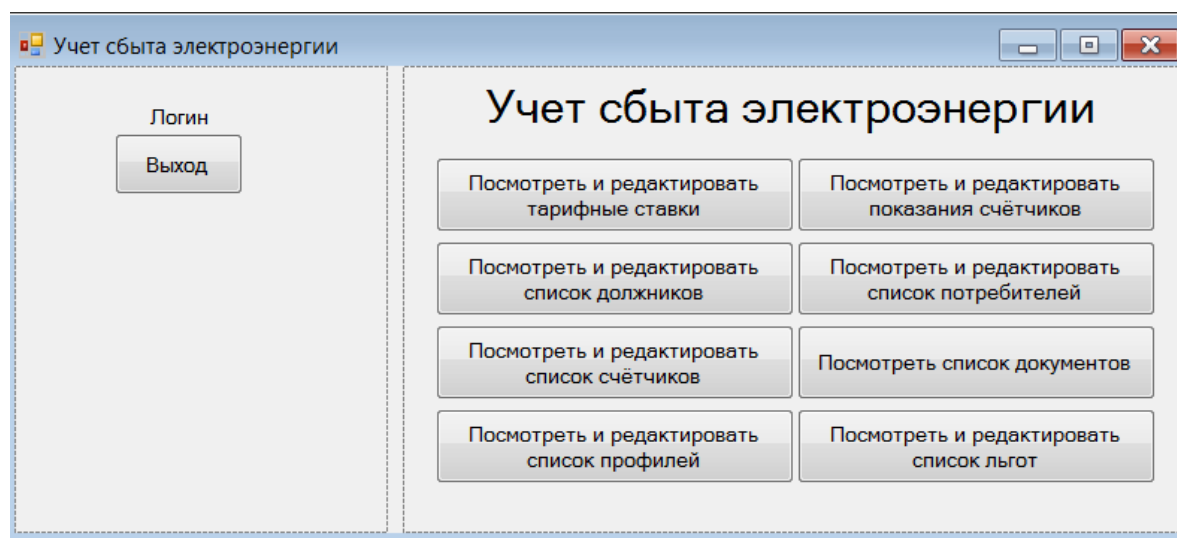 Учет сбыта электроэнергии
Логин
Выход
Учет сбыта электроэнергии
Посмотреть и редактировать
тарифные ставки
Посмотреть и редактировать
показания счётчиков
Посмотреть и редактировать
список должников
Посмотреть и редактировать
список потребителей
Посмотреть и редактировать
список счётчиков
Посмотреть список документов
Посмотреть и редактировать
список профилей
Посмотреть и редактировать
список льгот